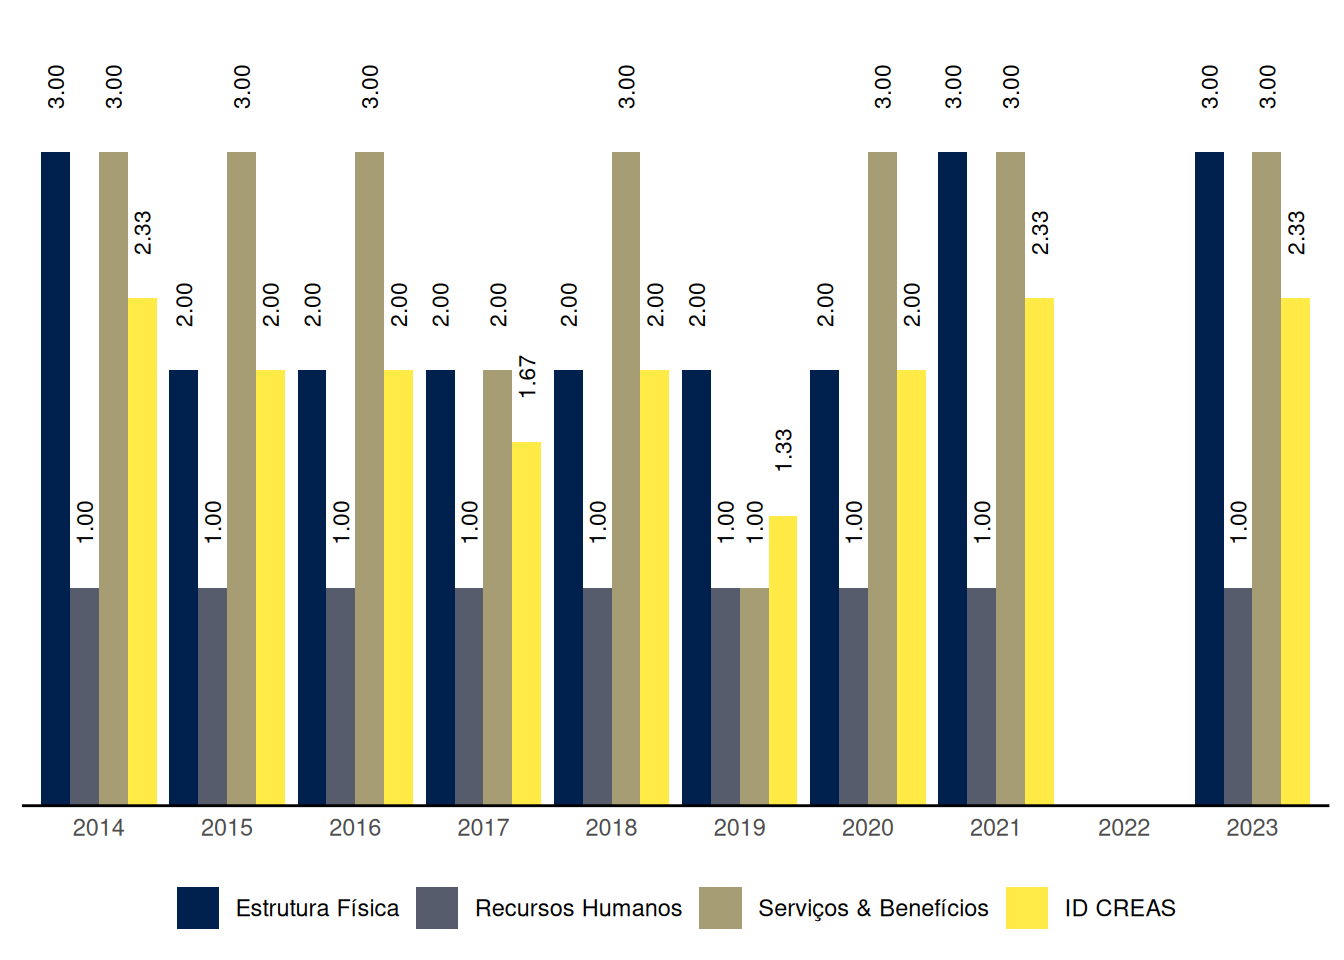 3.00 3.00 3.00 3.00 3.00 3.00 3.00 3.00 3.00 3.00
2.33 2.33 2.33
2.00 2.00 2.00 2.00 2.00 2.00 2.00 2.00 2.00 2.00 2.00
1.67
1.33
1.00 1.00 1.00 1.00 1.00 1.00 1.00 1.00 1.00 1.00
2014 2015 2016 2017 2018 2019 2020 2021 2022 2023
Estrutura Física Recursos Humanos Serviços & Benefícios ID CREAS